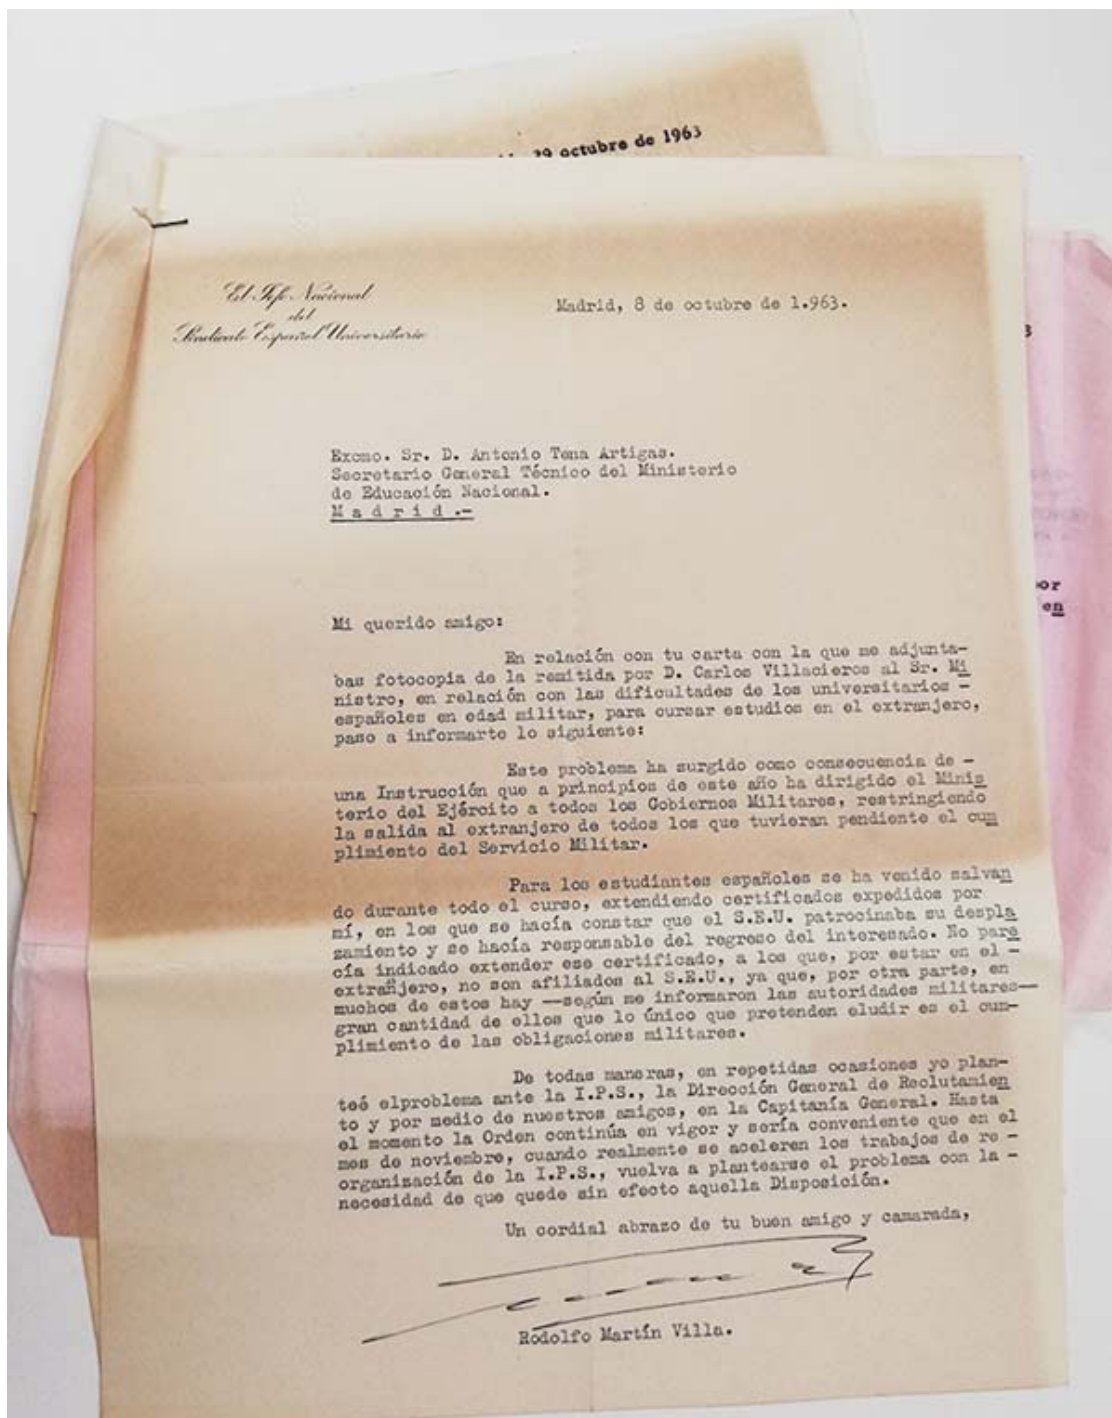 29 octubre de 1963
El Jefe Nacional
del
Sindicato Español Universitario
Madrid, 8 de octubre de 1.963.
3
Excmo. Sr. D. Antonio Tena Artigas.
Secretario General Técnico del Ministerio
de Educación Nacional.
M a d r i d .-
or
en
Mi querido amigo:
En relación con tu carta con la que me adjunta-
bas fotocopia de la remitida por D. Carlos Villacieros al Sr. Mi
nistro, en relación con las dificultades de los universitarios -
españoles en edad militar, para cursar estudios en el extranjero,
paso a informarte lo siguiente:
Este problema ha surgido como consecuencia de -
una Instrucción que a principios de este año ha dirigido el Minis
terio del Ejército a todos los Gobiernos Militares, restringiendo
la salida al extranjero de todos los que tuvieran pendiente el cum
plimiento del Servicio Militar.
Para los estudiantes españoles se ha venido salvan
do durante todo el curso, extendiendo certificados expedidos por
mí, en los que se hacía constar que el S.E.U. patrocinaba su despla
zamiento y se hacía responsable del regreso del interesado. No pare
cía indicado extender ese certificado, a los que, por estar en el -
extrañjero, no son afiliados al S.E.U., ya que, por otra parte, en
muchos de estos hay —según me informaron las autoridades militares—
gran cantidad de ellos que lo único que pretenden eludir es el cum-
plimiento de las obligaciones militares.
De todas maneras, en repetidas ocasiones yo plan-
teé elproblema ante la I.P.S., la Dirección General de Reclutamien
to y por medio de nuestros amigos, en la Capitanía General. Hasta
el momento la Orden continúa en vigor y sería conveniente que en el
mes de noviembre, cuando realmente se aceleren los trabajos de re -
organización de la I.P.S., vuelva a plantearse el problema con la -
necesidad de que quede sin efecto aquella Disposición.
Un cordial abrazo de tu buen amigo y camarada,
Rodolfo Martín Villa.